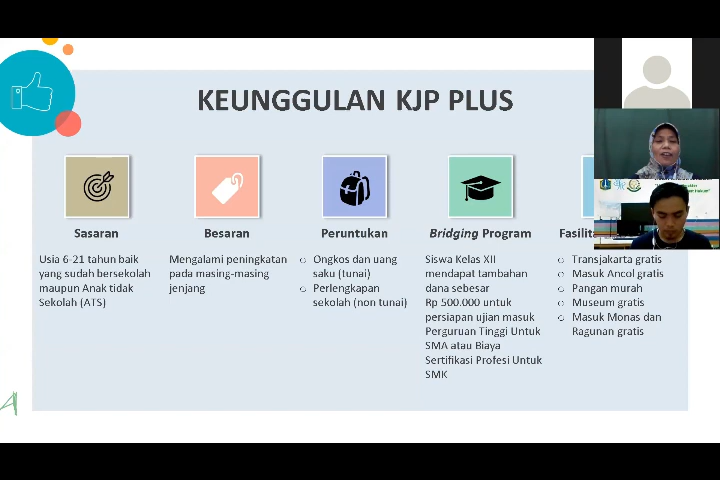 KEUNGGULAN KJP PLUS
Sasaran
Usia 6-21 tahun baik
yang sudah bersekolah
maupun Anak tidak
Sekolah (ATS)
Besaran
Mengalami peningkatan
pada masing-masing
jenjang
Peruntukan
o Ongkos dan uang
saku (tunai)
o Perlengkapan
sekolah (non tunai)
Bridging Program
Siswa Kelas XII
mendapat tambahan
dana sebesar
Rp 500.000 untuk
persiapan ujian masuk
Perguruan Tinggi Untuk
SMA atau Biaya
Sertifikasi Profesi Untuk
SMK
o Transjakarta gratis
o Masuk Ancol gratis
o Pangan murah
o Museum gratis
o Masuk Monas dan
Ragunan gratis